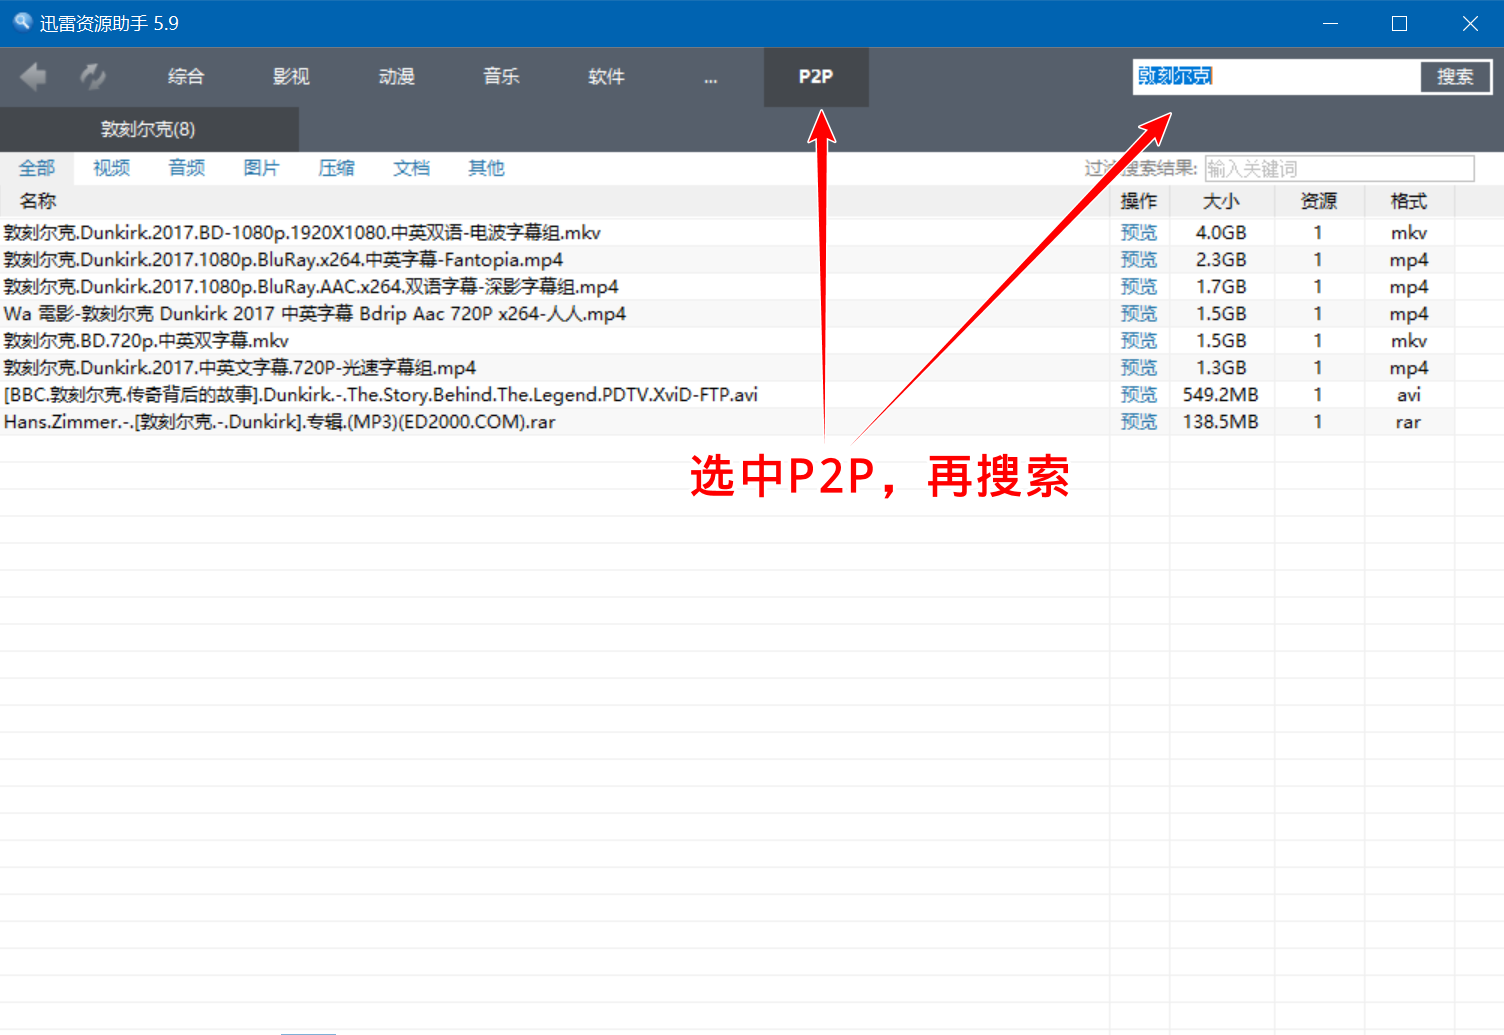 迅雷资源助手 5.9
综合 影视 动漫 音乐 软件 ... P2P 敦刻尔克 搜索
敦刻尔克(8)
全部 视频 音频 图片 压缩 文档 其他 过滤搜索结果: 输入关键词
名称 操作 大小 资源 格式
敦刻尔克.Dunkirk.2017.BD-1080p.1920X1080.中英双语-电波字幕组.mkv 预览 4.0GB 1 mkv
敦刻尔克.Dunkirk.2017.1080p.BluRay.x264.中英字幕-Fantopia.mp4 预览 2.3GB 1 mp4
敦刻尔克.Dunkirk.2017.1080p.BluRay.AAC.x264.双语字幕-深影字幕组.mp4 预览 1.7GB 1 mp4
Wa 電影-敦刻尔克 Dunkirk 2017 中英字幕 Bdrip Aac 720P x264-人人.mp4 预览 1.5GB 1 mp4
敦刻尔克.BD.720p.中英双字幕.mkv 预览 1.5GB 1 mkv
敦刻尔克.Dunkirk.2017.中英文字幕.720P-光速字幕组.mp4 预览 1.3GB 1 mp4
[BBC.敦刻尔克.传奇背后的故事].Dunkirk.-.The.Story.Behind.The.Legend.PDTV.XviD-FTP.avi 预览 549.2MB 1 avi
Hans.Zimmer.-.[敦刻尔克.-.Dunkirk].专辑.(MP3)(ED2000.COM).rar 预览 138.5MB 1 rar
选中P2P，再搜索